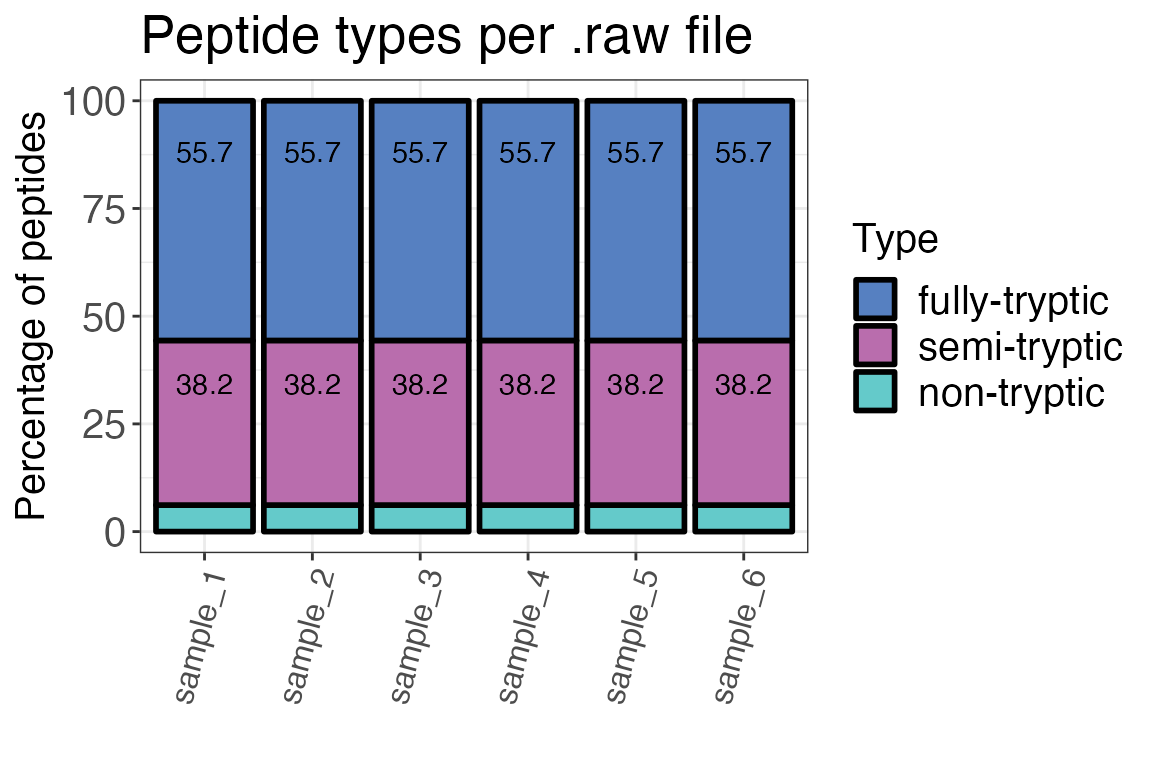 Peptide types per .raw file
Percentage of peptides
100
75
50
25
0
55.7 55.7 55.7 55.7 55.7 55.7
38.2 38.2 38.2 38.2 38.2 38.2
sample_1 sample_2 sample_3 sample_4 sample_5 sample_6
Type
fully-tryptic
semi-tryptic
non-tryptic